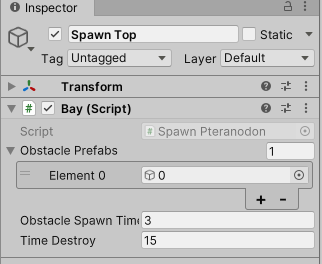 Inspector
Spawn Top Static
Tag Untagged Layer Default
Transform
# Bay (Script)
Script # Spawn Pteranodon
Obstacle Prefabs 1
Element 0 0
+ -
Obstacle Spawn Time 3
Time Destroy 15